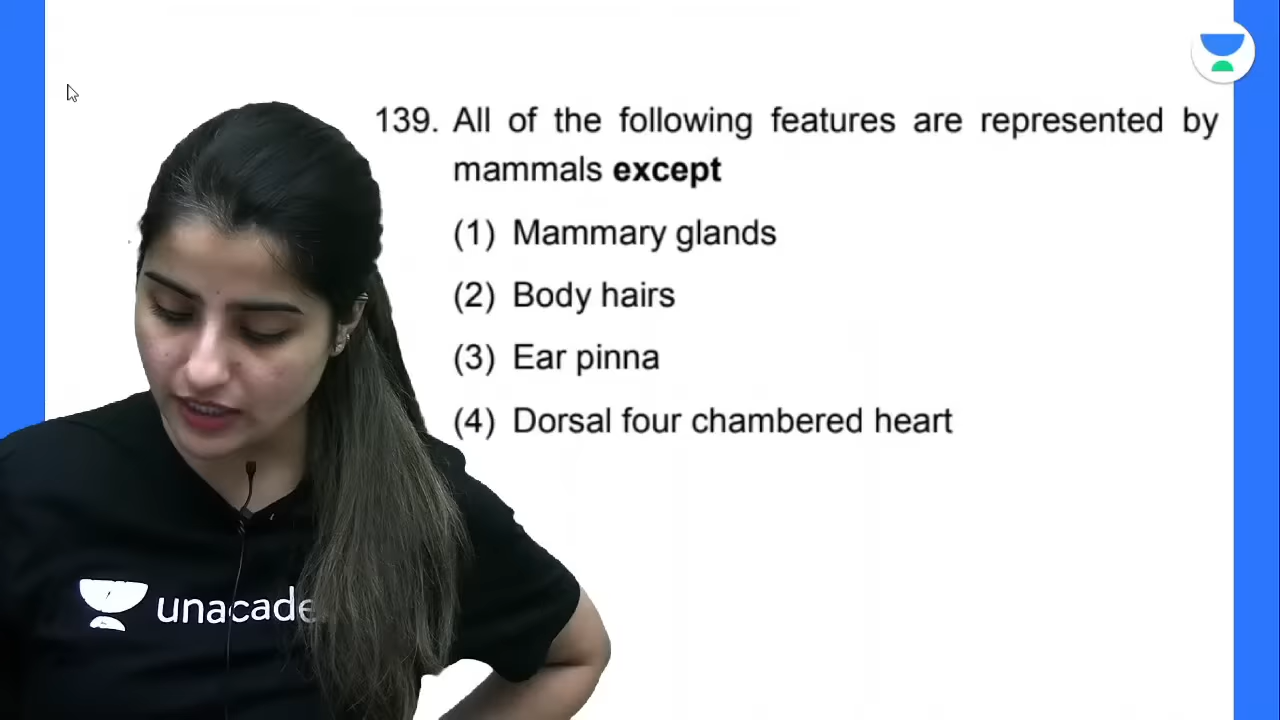 139. All of the following features are represented by
mammals except
(1) Mammary glands
(2) Body hairs
(3) Ear pinna
(4) Dorsal four chambered heart
unacade